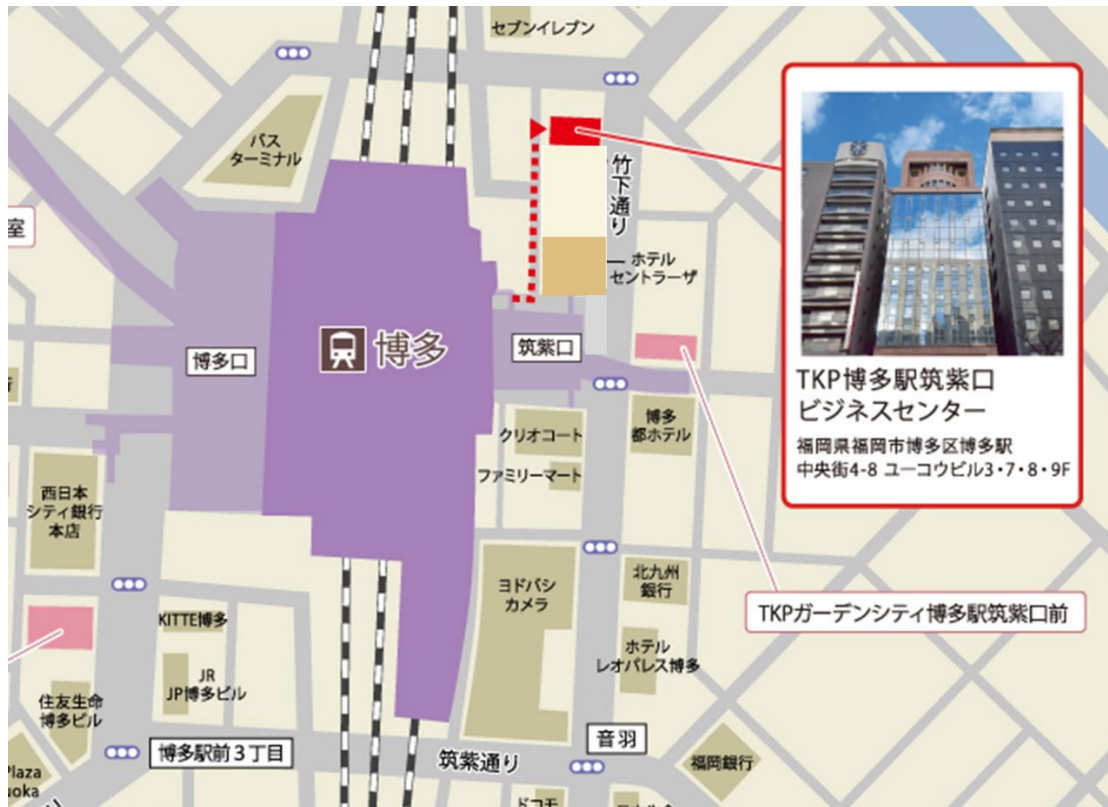 セブンイレブン
バス
ターミナル
竹下通り
室
ホテル
セントラーザ
博多口
博多
筑紫口
TKP博多駅筑紫口
ビジネスセンター
福岡県福岡市博多区博多駅
中央街4-8 ユーコウビル3・7・8・9F
クリオコート
博多
都ホテル
ファミリーマート
西日本
シティ銀行
本店
ヨドバシ
カメラ
北九州
銀行
TKPガーデンシティ博多駅筑紫口前
KITTE博多
JR
JP博多ビル
ホテル
レオパレス博多
住友生命
博多ビル
音羽
博多駅前3丁目
筑紫通り
福岡銀行
Plaza
ドコモ